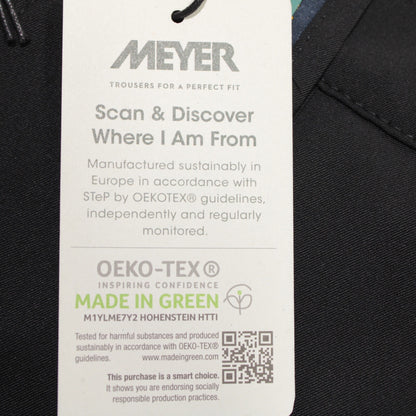 MEYER
TROUSERS FOR A PERFECT FIT
Scan & Discover
Where I Am From
Manufactured sustainably in
Europe in accordance with
STeP by OEKOTEX® guidelines,
independently and regularly
monitored.
OEKO-TEX®
INSPIRING CONFIDENCE
MADE IN GREEN
M1YLME7Y2 HOHENSTEIN HTTI
Tested for harmful substances and produced
sustainably in accordance with OEKO-TEX®
guidelines. www.madeingreen.com
This purchase is a smart choice.
It shows you are endorsing socially
responsible production practices.